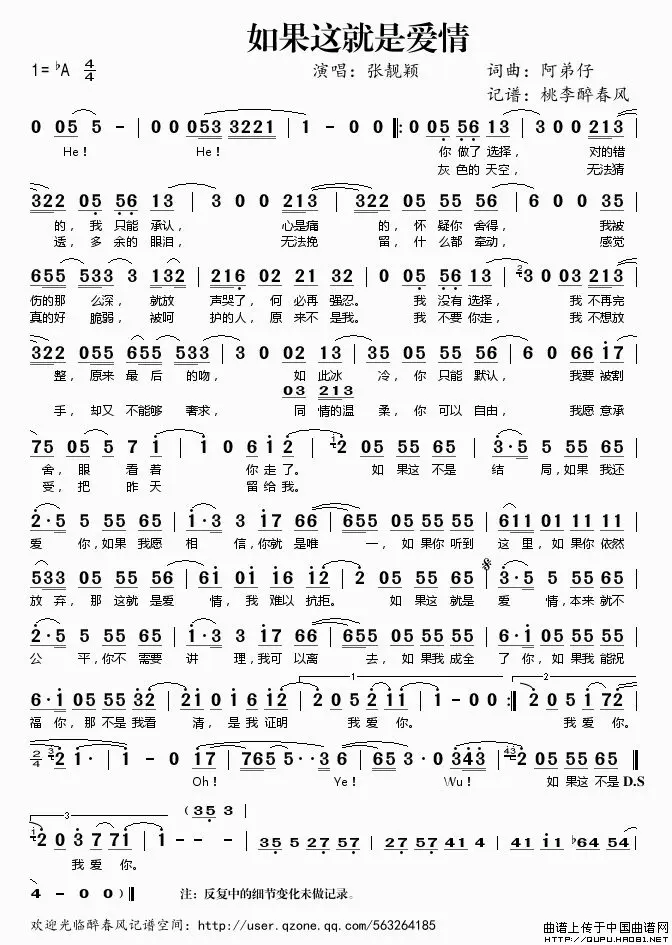 如果这就是爱情
1=♭A 4/4 演唱：张靓颖 词曲：阿弟仔
记谱：桃李醉春风
0 05 5 - | 0 0 053 3221 | 1 - 0 0 |: 0 05 56 13 | 3 0 0 213 |
He！ He！ 你 做了 选择， 对的错
灰 色的 天空， 无法猜
322 05 56 13 | 3 0 0 213 | 322 05 55 56 | 6 0 0 35 |
的， 我 只能 承认， 心是痛 的， 怀 疑你 舍得， 我被
透， 多 余的 眼泪， 无法挽 留， 什 么都 牵动， 感觉
655 533 3 132 | 216 02 21 32 | 0 05 56 13 | 3 0 03 213 |
伤的那 么深， 就放 声哭了， 何 必再 强忍。 我 没有 选择， 我 不再完
真的好 脆弱， 被呵 护的人， 原 来不 是我。 我 不要 你走， 我 不想放
322 055 655 533 | 3 0 02 13 | 35 05 55 56 | 6 0 66 17 |
整， 原来 最 后 的吻， 如 此冰 冷， 你 只能 默认， 我要 被割
03 213
手， 却又 不能够 奢求， 同 情的温 柔， 你 可以 自由， 我愿 意承
75 05 5 7 1 | 1 0 6 1 2 | 2 05 55 65 | 3·5 5 55 65 |
舍， 眼 看着 你 走了。 如 果这 不是 结 局，如果 我还
受， 把 昨天 留 给我。
2·5 5 55 65 | 1·3 3 17 66 | 655 05 55 55 | 611 01 11 11 |
爱 你，如果 我愿 相 信，你就 是唯 一， 如 果你 听到 这 里， 如 果你 依然
533 05 55 56 | 61 01 16 12 | 2 05 55 65 | 3·5 5 55 65 |
放 弃， 那 这就 是爱 情， 我 难以 抗拒。 如 果这 就是 爱 情，本来 就不
2·5 5 55 65 | 1·3 3 17 66 | 655 05 55 55 | 6·1 1 05 55 65 |
公 平，你不 需要 讲 理，我可 以离 去， 如 果我 成全 了 你， 如 果我 能祝
6·1 05 55 32 | 21 01 61 12 | 2 05 2 11 | 1 - 00 :| 2 05 1 72 |
福 你， 那 不是 我看 清， 是 我 证明 我 爱 你。 我 爱 你。
2/4 2 1· | 1 - 0 17 | 765 5··3 6 | 65 3·0 343 | 2 05 55 65 ‖
Oh！ Ye！ Wu！ 如 果这 不是 D.S
（35 3 |
2 0 3 7 71 | 1 - - - | 35 5 27 57 | 27 57 41 4 | 41 1 ♭64 54 |
我 爱 你。
4 - 0 0）‖ 注：反复中的细节变化未做记录。
欢迎光临醉春风记谱空间：http://user.qzone.qq.com/563264185
曲谱上传于中国曲谱网
http://QUPU.HAO81.NET